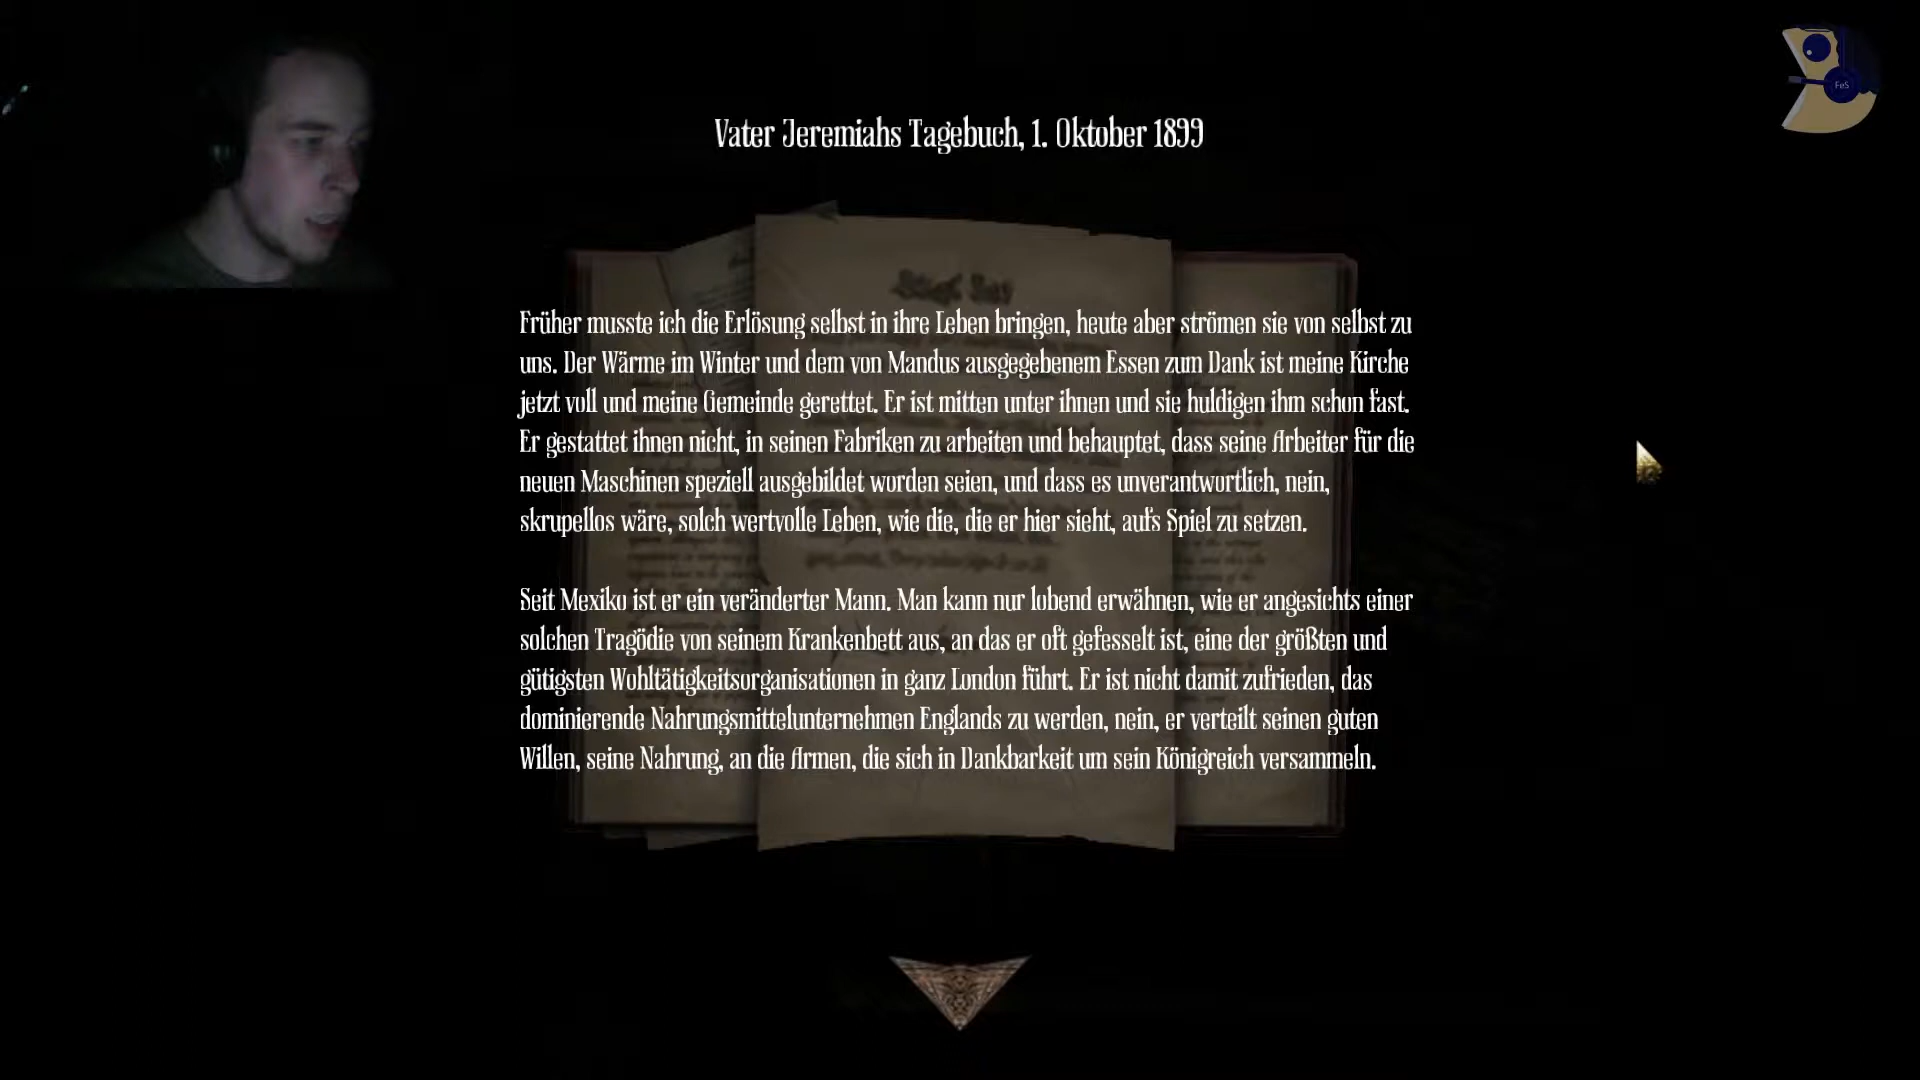 FeS
Vater Jeremiahs Tagebuch, 1. Oktober 1899
Früher musste ich die Erlösung selbst in ihre Leben bringen, heute aber strömen sie von selbst zu
uns. Der Wärme im Winter und dem von Mandus ausgegebenem Essen zum Dank ist meine Kirche
jetzt voll und meine Gemeinde gerettet. Er ist mitten unter ihnen und sie huldigen ihm schon fast.
Er gestattet ihnen nicht, in seinen Fabriken zu arbeiten und behauptet, dass seine Arbeiter für die
neuen Maschinen speziell ausgebildet worden seien, und dass es unverantwortlich, nein,
skrupellos wäre, solch wertvolle Leben, wie die, die er hier sieht, aufs Spiel zu setzen.
Seit Mexiko ist er ein veränderter Mann. Man kann nur lobend erwähnen, wie er angesichts einer
solchen Tragödie von seinem Krankenbett aus, an das er oft gefesselt ist, eine der größten und
gütigsten Wohltätigkeitsorganisationen in ganz London führt. Er ist nicht damit zufrieden, das
dominierende Nahrungsmittelunternehmen Englands zu werden, nein, er verteilt seinen guten
Willen, seine Nahrung, an die Armen, die sich in Dankbarkeit um sein Königreich versammeln.